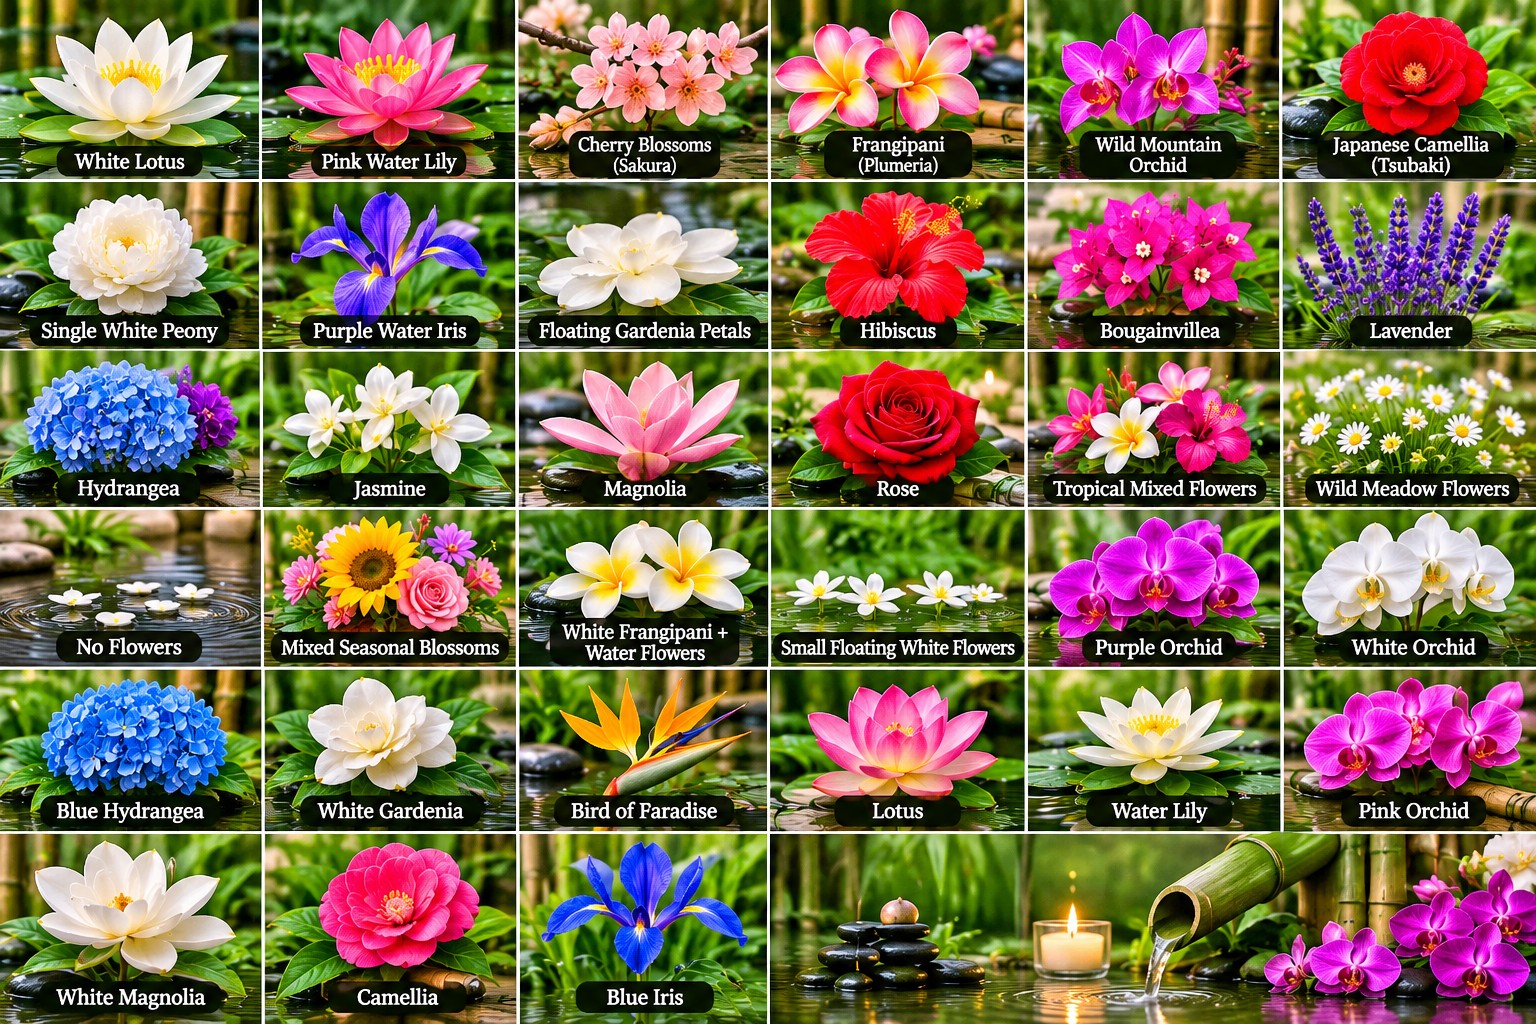 White Lotus
Pink Water Lily
Cherry Blossoms
(Sakura)
Frangipani
(Plumeria)
Wild Mountain
Orchid
Japanese Camellia
(Tsubaki)
Single White Peony
Purple Water Iris
Floating Gardenia Petals
Hibiscus
Bougainvillea
Lavender
Hydrangea
Jasmine
Magnolia
Rose
Tropical Mixed Flowers
Wild Meadow Flowers
No Flowers
Mixed Seasonal Blossoms
White Frangipani +
Water Flowers
Small Floating White Flowers
Purple Orchid
White Orchid
Blue Hydrangea
White Gardenia
Bird of Faradise
Lotus
Water Lily
Pink Orchid
White Magnolia
Camellia
Blue Iris